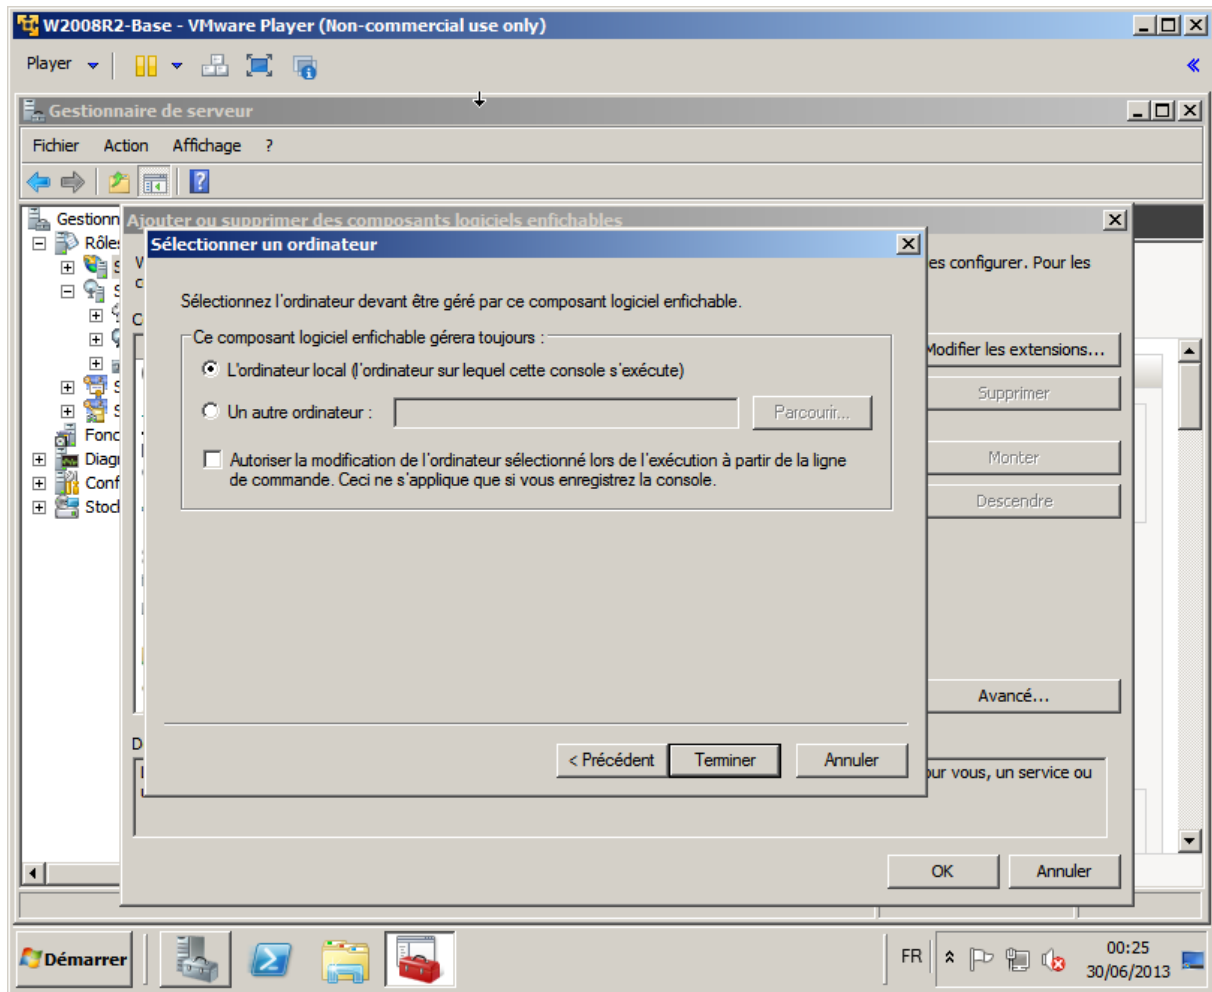 W2008R2-Base - VMware Player (Non-commercial use only)
Player
Gestionnaire de serveur
Fichier Action Affichage ?
Gestionn
Ajouter ou supprimer des composants logiciels enfichables
Rôles
Sélectionner un ordinateur
es configurer. Pour les
Sélectionnez l'ordinateur devant être géré par ce composant logiciel enfichable.
Ce composant logiciel enfichable gérera toujours :
Modifier les extensions...
L'ordinateur local (l'ordinateur sur lequel cette console s'exécute)
Supprimer
Un autre ordinateur :
Parcourir...
Fonc
Diagn
Monter
Autoriser la modification de l'ordinateur sélectionné lors de l'exécution à partir de la ligne
de commande. Ceci ne s'applique que si vous enregistrez la console.
Conf
Descendre
Stock
Avancé...
< Précédent
Terminer
Annuler
our vous, un service ou
OK
Annuler
Démarrer
FR
00:25
30/06/2013